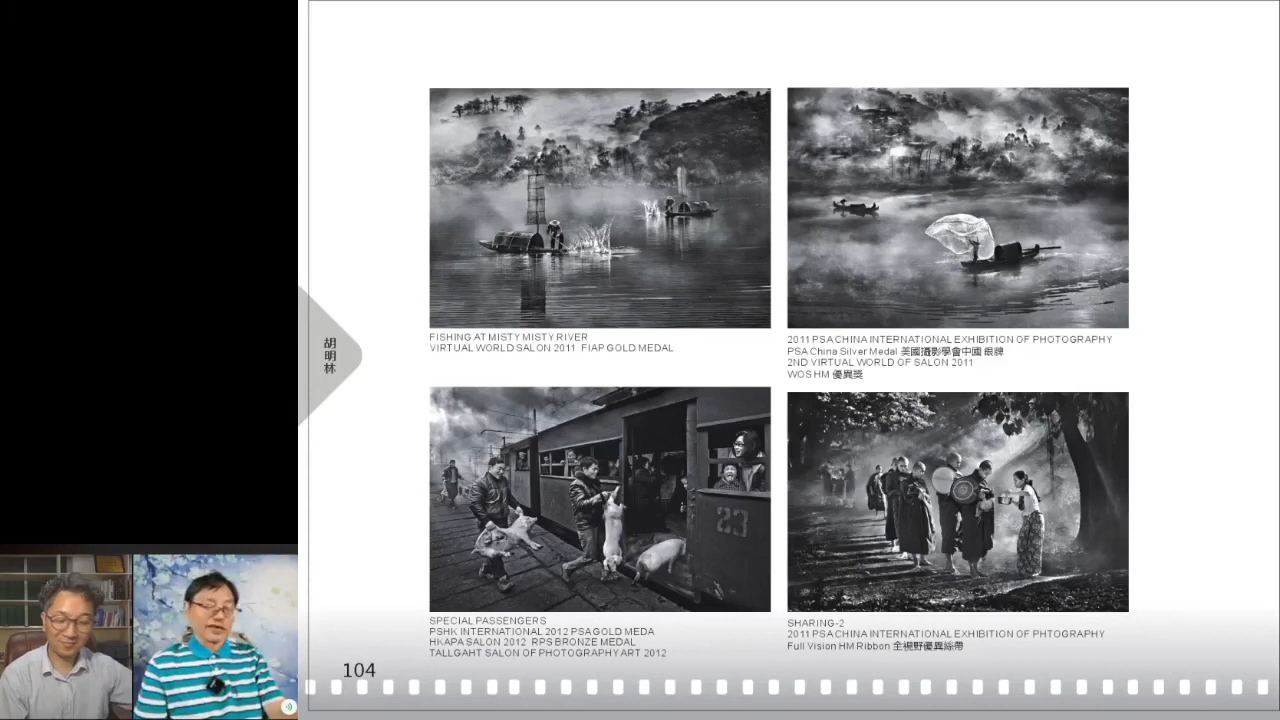 胡明林
FISHING AT MISTY MISTY RIVER
VIRTUAL WORLD SALON 2011 FIAP GOLD MEDAL
2011 PSA CHINA INTERNATIONAL EXHIBITION OF PHOTOGRAPHY
PSA China Silver Medal 美國攝影學會中國 銀牌
2ND VIRTUAL WORLD OF SALON 2011
WOS HM 優異獎
23
SPECIAL PASSENGERS
PSHK INTERNATIONAL 2012 PSA GOLD MEDA
HKAPA SALON 2012 RPS BRONZE MEDAL
TALLGAHT SALON OF PHOTOGRAPHY ART 2012
SHARING-2
2011 PSA CHINA INTERNATIONAL EXHIBITION OF PHTOGRAPHY
Full Vision HM Ribbon 全視野優異絲帶
104